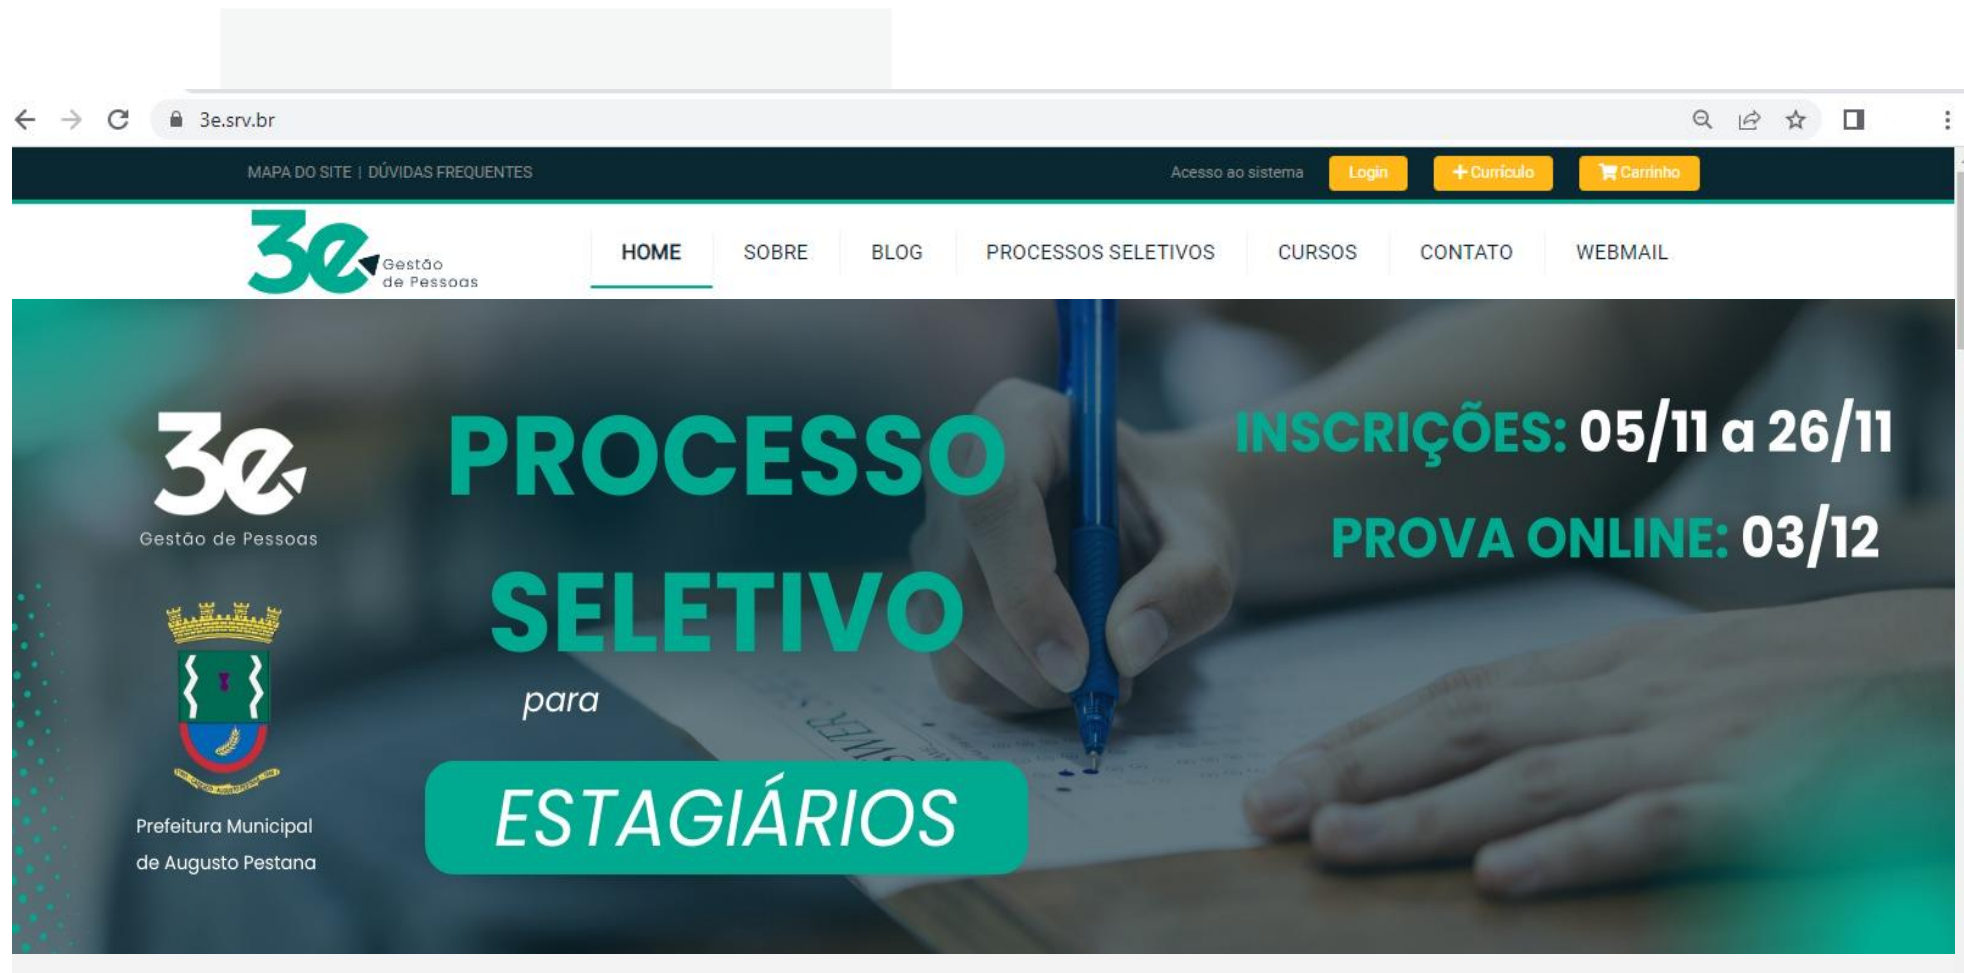 3e.srv.br
MAPA DO SITE | DÚVIDAS FREQUENTES
Acesso ao sistema
Login
Currículo
Carrinho
3e Gestão
de Pessoas
HOME
SOBRE
BLOG
PROCESSOS SELETIVOS
CURSOS
CONTATO
WEBMAIL
3e
Gestão de Pessoas
Prefeitura Municipal
de Augusto Pestana
PROCESSO
SELETIVO
para
ESTAGIÁRIOS
INSCRIÇÕES: 05/11 a 26/11
PROVA ONLINE: 03/12